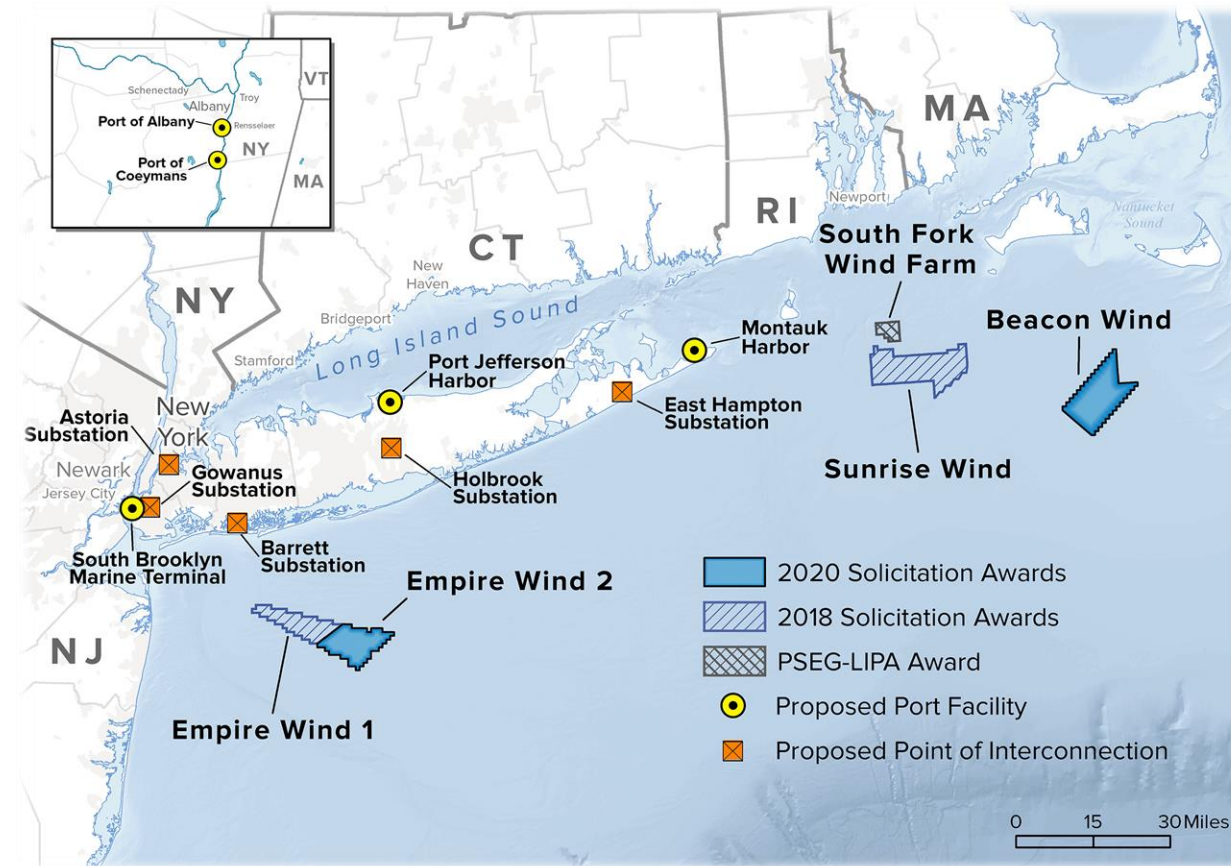 VT
Schenectady
Troy
Albany
Port of Albany
Rensselaer
NY
Port of
Coeymans
MA
MA
RI
Newport
Nantucket
Sound
CT
South Fork
Wind Farm
New
Haven
NY
Beacon Wind
Bridgeport
Long Island Sound
Montauk
Harbor
Stamford
Port Jefferson
Harbor
New
York
Astoria
Substation
East Hampton
Substation
Sunrise Wind
Newark
Jersey City
Gowanus
Substation
Holbrook
Substation
South Brooklyn
Marine Terminal
Barrett
Substation
Empire Wind 2
NJ
Empire Wind 1
2020 Solicitation Awards
2018 Solicitation Awards
PSEG-LIPA Award
Proposed Port Facility
Proposed Point of Interconnection
0 15 30 Miles